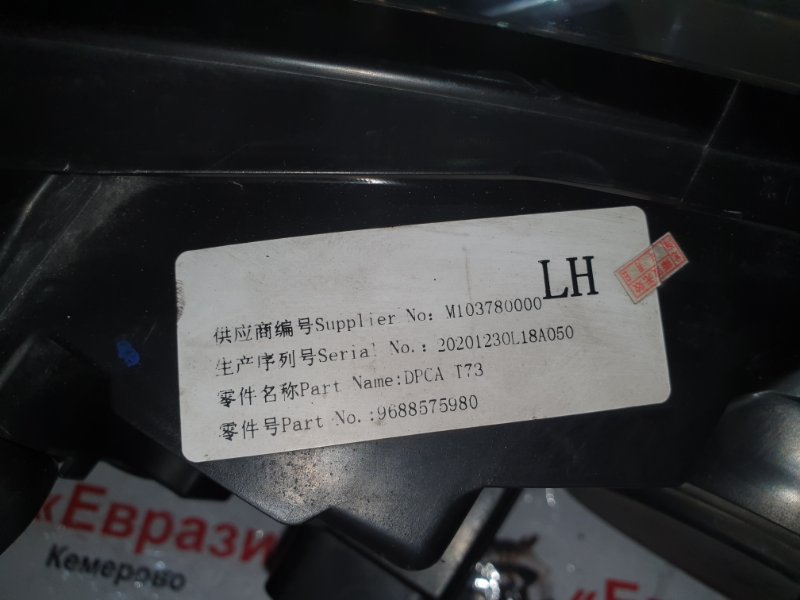 LH
供应商编号Supplier No: M103780000
生产序列号Serial No.: 20201230L18A050
零件名称Part Name:DPCA T73
零件号Part No.:9688575980
«Еврази
Кемерово
«Е